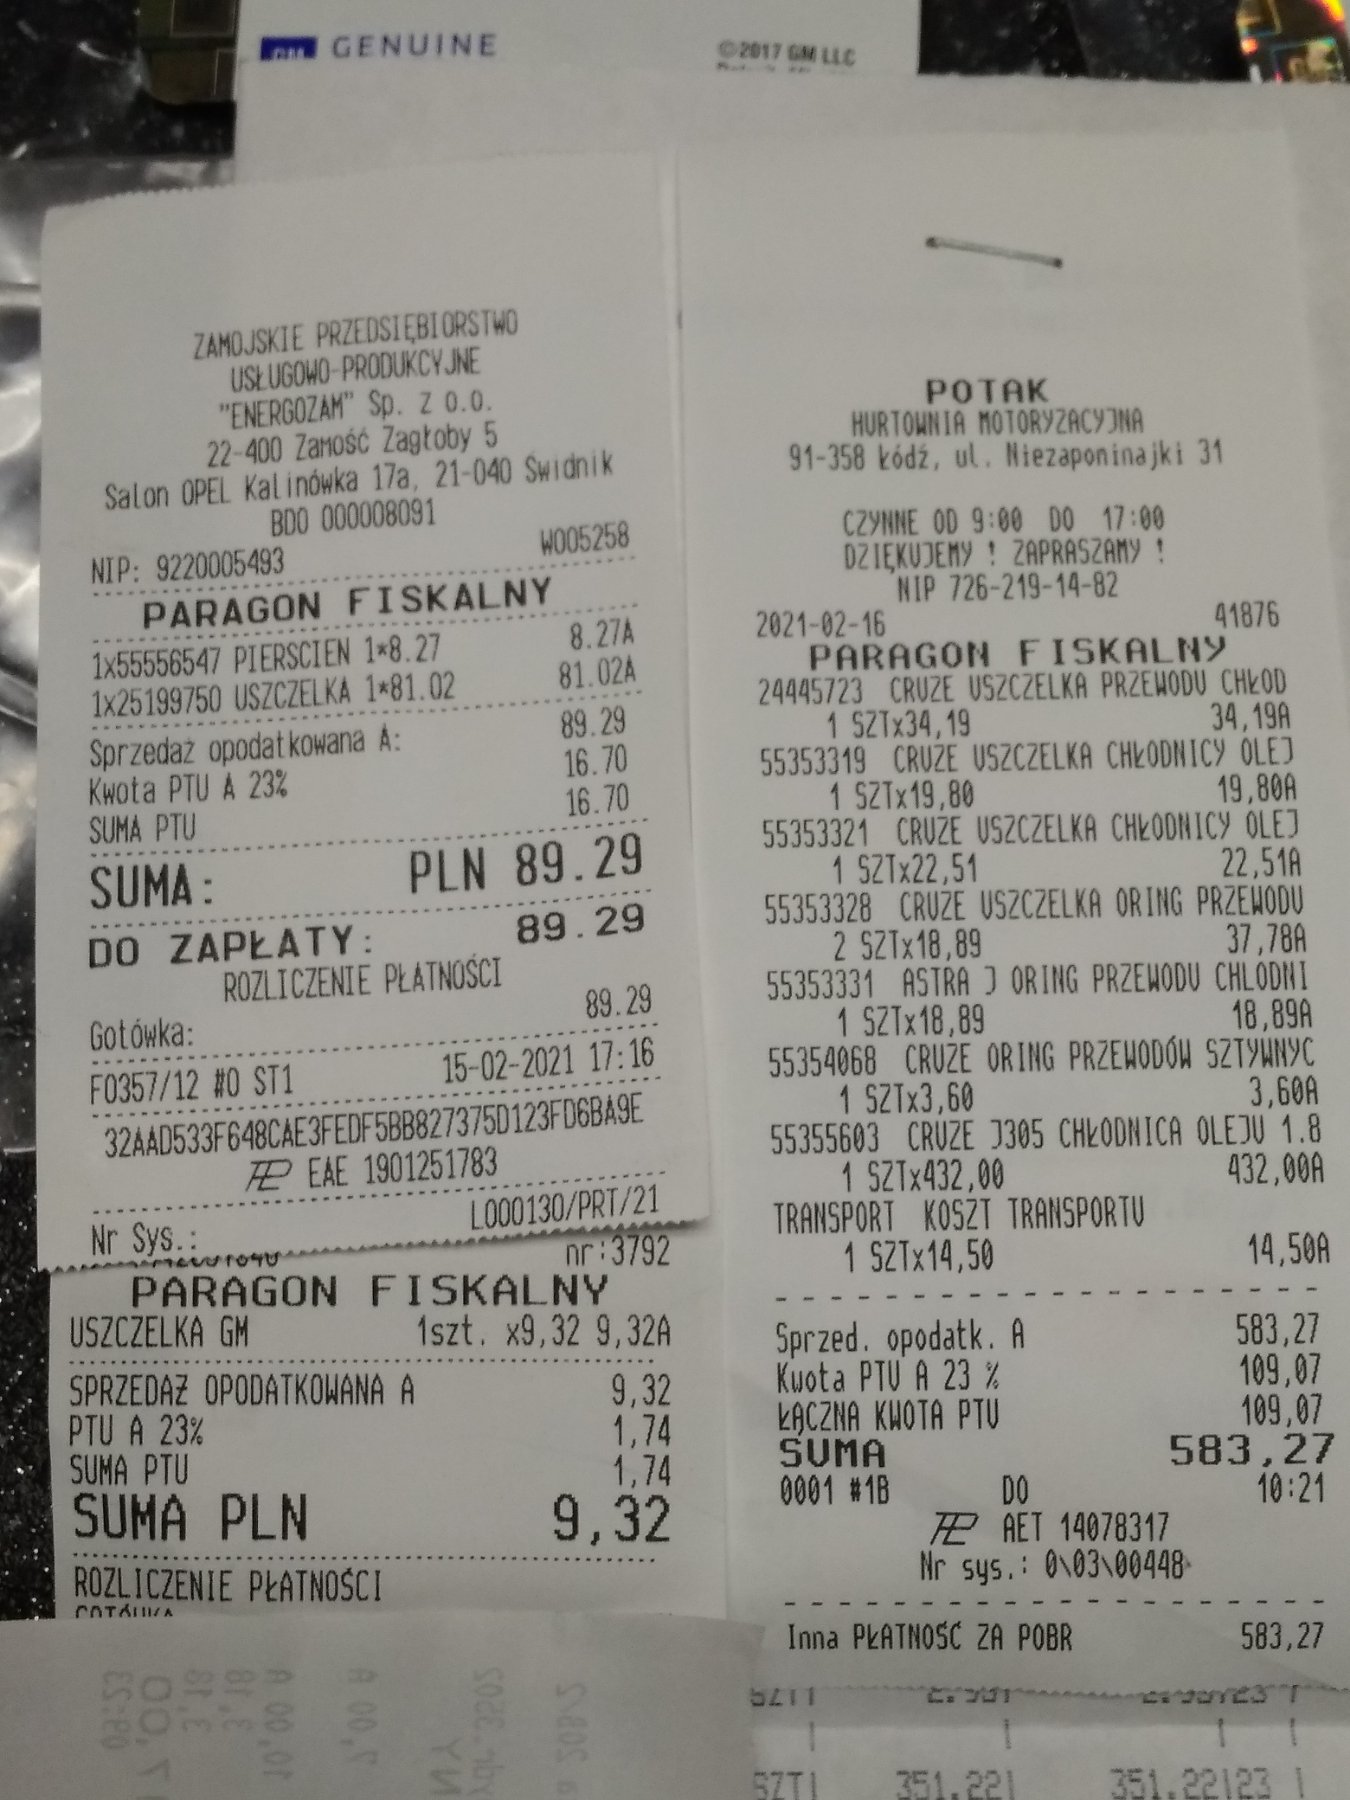 GM GENUINE
©2017 GM LLC
ZAMOJSKIE PRZEDSIĘBIORSTWO
USŁUGOWO-PRODUKCYJNE
"ENERGOZAM" Sp. z o.o.
22-400 Zamość Zagłoby 5
Salon OPEL Kalinówka 17a, 21-040 Świdnik
BDO 000008091
NIP: 9220005493 W005258
PARAGON FISKALNY
1x55556547 PIERSCIEN 1*8.27 8.27A
1x25199750 USZCZELKA 1*81.02 81.02A
Sprzedaż opodatkowana A: 89.29
Kwota PTU A 23% 16.70
SUMA PTU 16.70
SUMA: PLN 89.29
DO ZAPŁATY: 89.29
ROZLICZENIE PŁATNOŚCI
Gotówka: 89.29
F0357/12 #0 ST1 15-02-2021 17:16
32AAD533F648CAE3FEDF5BB827375D123FD6BA9E
EAE 1901251783
Nr Sys.: L000130/PRT/21
nr:3792
PARAGON FISKALNY
USZCZELKA GM 1szt. x9,32 9,32A
SPRZEDAŻ OPODATKOWANA A 9,32
PTU A 23% 1,74
SUMA PTU 1,74
SUMA PLN 9,32
ROZLICZENIE PŁATNOŚCI
GOTÓWKA
POTAK
HURTOWNIA MOTORYZACYJNA
91-358 Łódź, ul. Niezaponinajki 31
CZYNNE OD 9:00 DO 17:00
DZIĘKUJEMY ! ZAPRASZAMY !
NIP 726-219-14-82
2021-02-16 41876
PARAGON FISKALNY
24445723 CRUZE USZCZELKA PRZEWODU CHŁOD
1 SZTx34,19 34,19A
55353319 CRUZE USZCZELKA CHŁODNICY OLEJ
1 SZTx19,80 19,80A
55353321 CRUZE USZCZELKA CHŁODNICY OLEJ
1 SZTx22,51 22,51A
55353328 CRUZE USZCZELKA ORING PRZEWODU
2 SZTx18,89 37,78A
55353331 ASTRA J ORING PRZEWODU CHLODNI
1 SZTx18,89 18,89A
55354068 CRUZE ORING PRZEWODÓW SZTYWNYC
1 SZTx3,60 3,60A
55355603 CRUZE J305 CHŁODNICA OLEJU 1.8
1 SZTx432,00 432,00A
TRANSPORT KOSZT TRANSPORTU
1 SZTx14,50 14,50A
Sprzed. opodatk. A 583,27
Kwota PTU A 23 % 109,07
ŁĄCZNA KWOTA PTU 109,07
SUMA 583,27
0001 #1B DO 10:21
AET 14078317
Nr sys.: 0\03\00448
Inna PŁATNOŚĆ ZA POBR 583,27
SZT| 351.22| 351.22|23 |